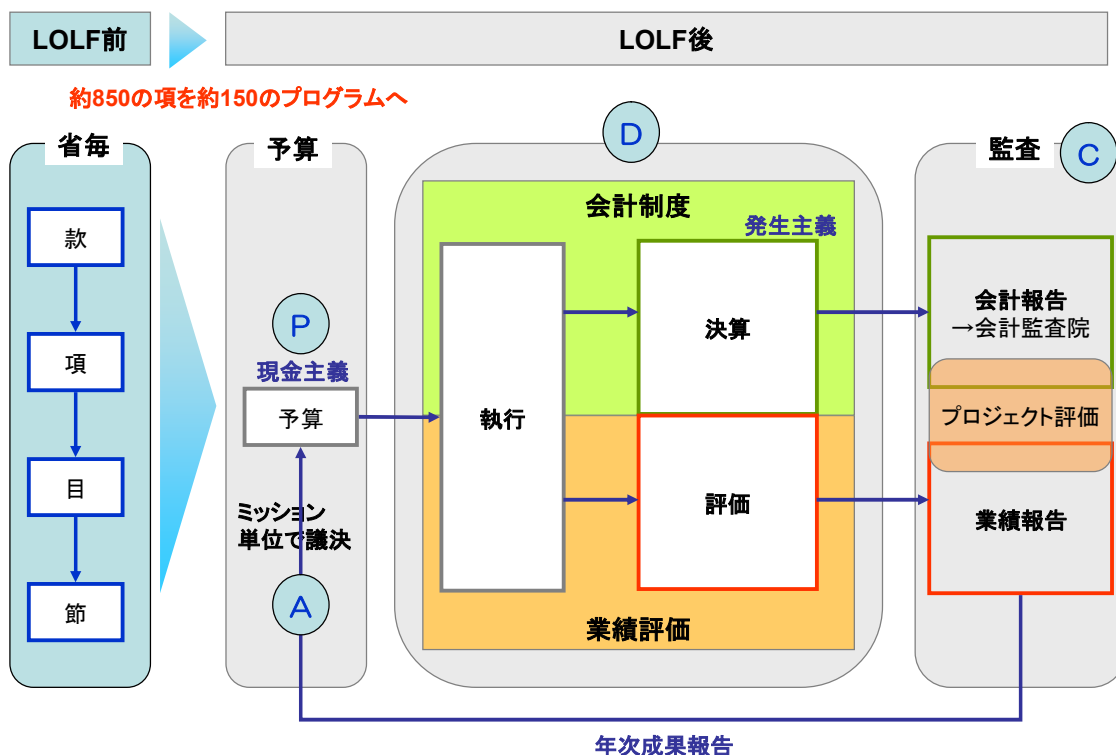 LOLF前
LOLF後
約850の項を約150のプログラムへ
省毎
款
項
目
節
予算
P
現金主義
予算
ミッション
単位で議決
A
D
会計制度
発生主義
執行
決算
評価
業績評価
監査
C
会計報告
→会計監査院
プロジェクト評価
業績報告
年次成果報告